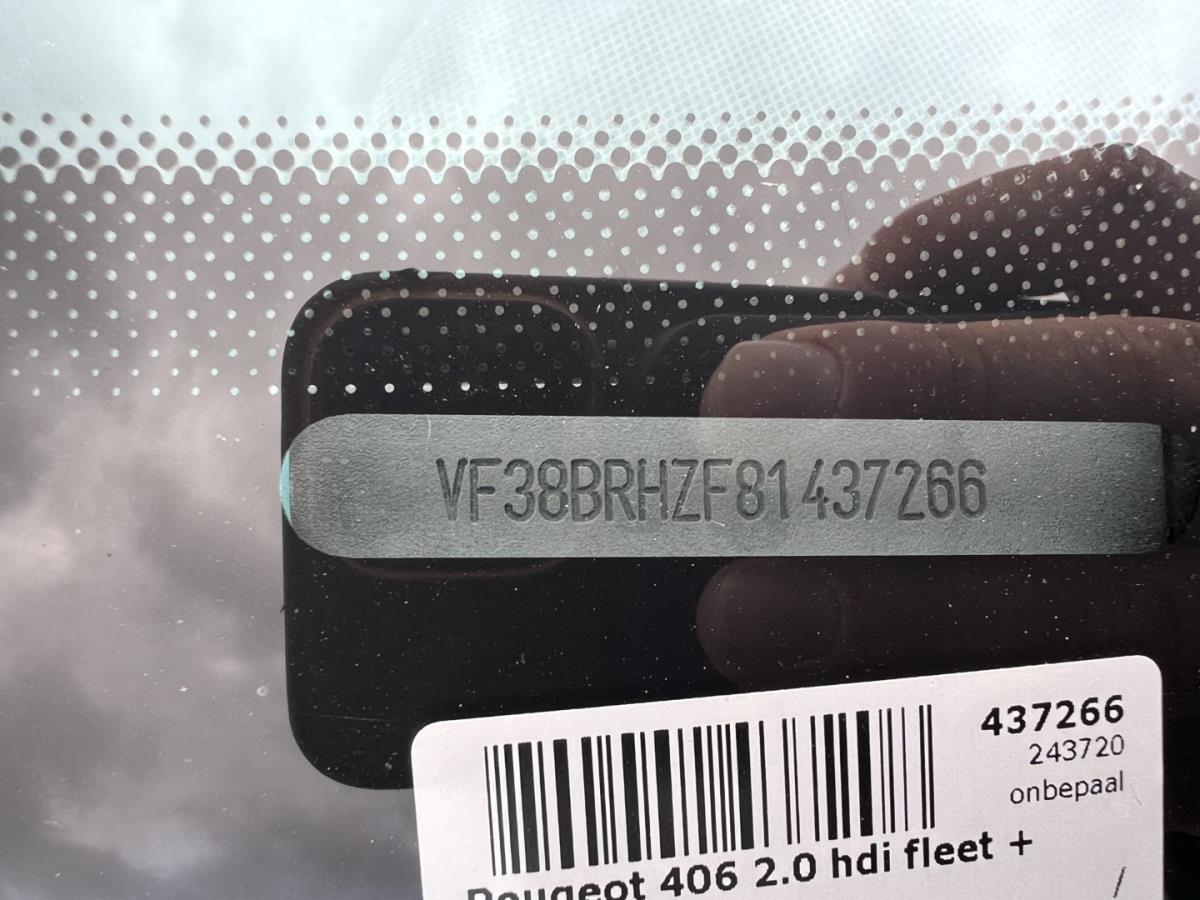 VF38BRHZF81437266
437266
243720
onbepaal
Peugeot 406 2.0 hdi fleet +
/